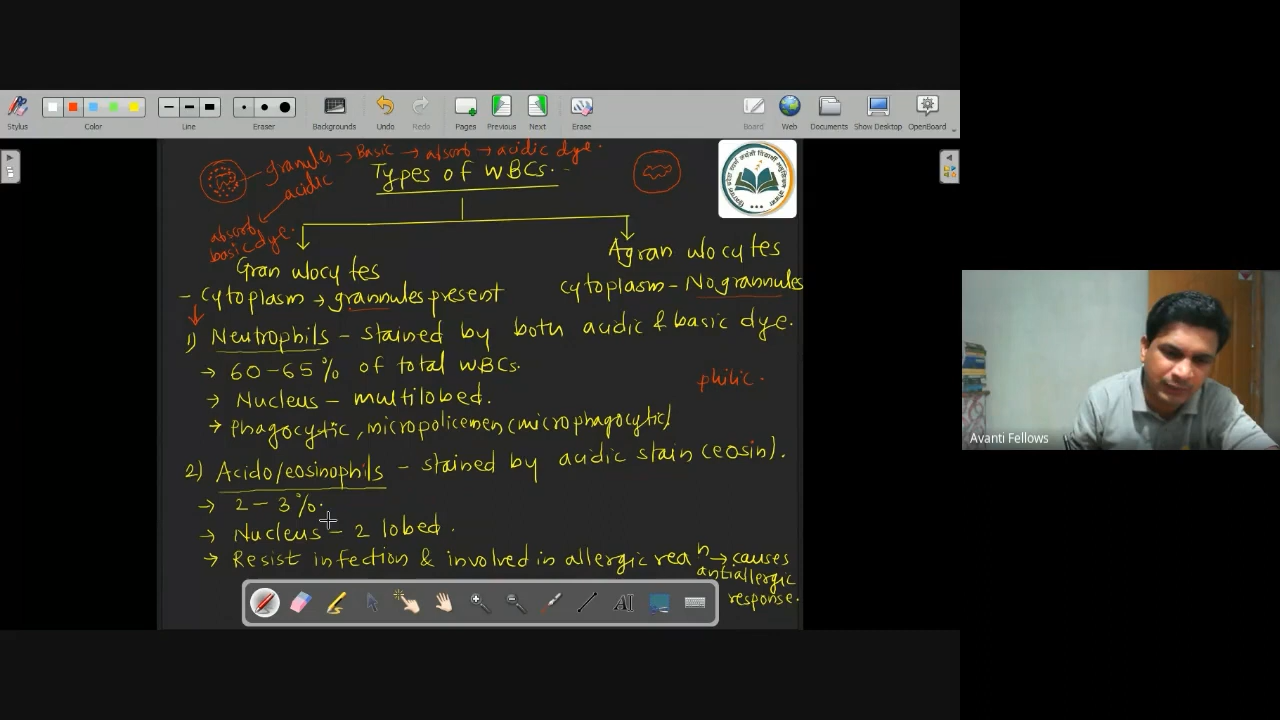 Stylus
Color
Line
Eraser
Backgrounds
Undo
Redo
Pages
Previous
Next
Erase
Board
Web
Documents
Show Desktop
OpenBoard
granules → Basic → absorb → acidic dye.
acidic
absorb
basic dye.
Types of WBCs.
Granulocytes
Agranulocytes
- Cytoplasm → grannules present
cytoplasm - No grannules
1) Neutrophils - stained by both acidic & basic dye.
→ 60-65% of total WBCs.
philic.
→ Nucleus - multilobed.
→ Phagocytic, micropolicemen (microphagocytic)
2) Acido/eosinophils - stained by acidic stain (eosin).
→ 2-3%.
→ Nucleus - 2 lobed.
→ Resist infection & involved in allergic rea n → causes
antiallergic
response.
Avanti Fellows